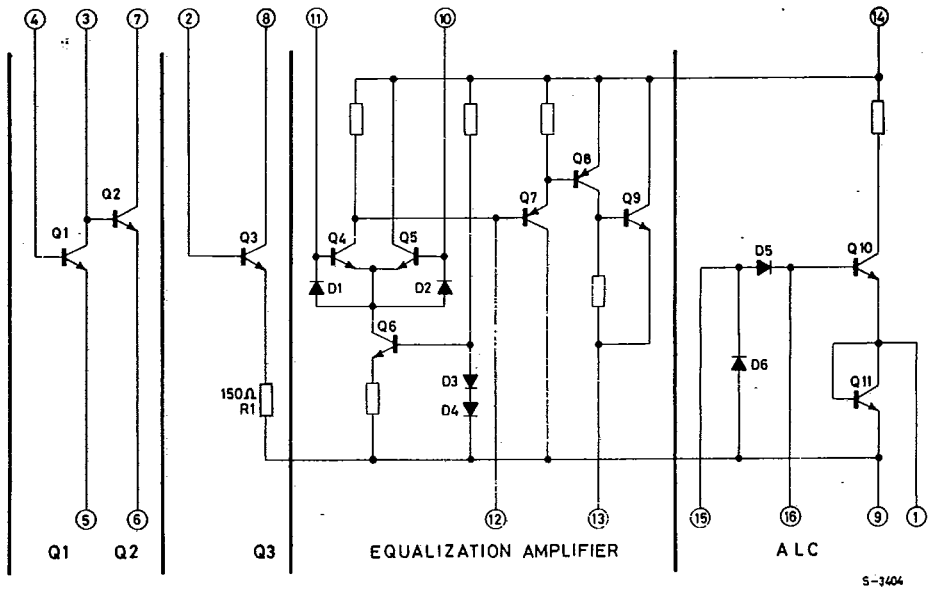 4 3 7 2 8 11 10 14
Q8
Q2 Q7 Q9
Q1 Q3 Q4 Q5 D5 Q10
D1 D2
Q6
D6
D3 Q11
150Ω
R1 D4
5 6 12 13 15 16 9 1
Q1 Q2 Q3 EQUALIZATION AMPLIFIER ALC
S-3404